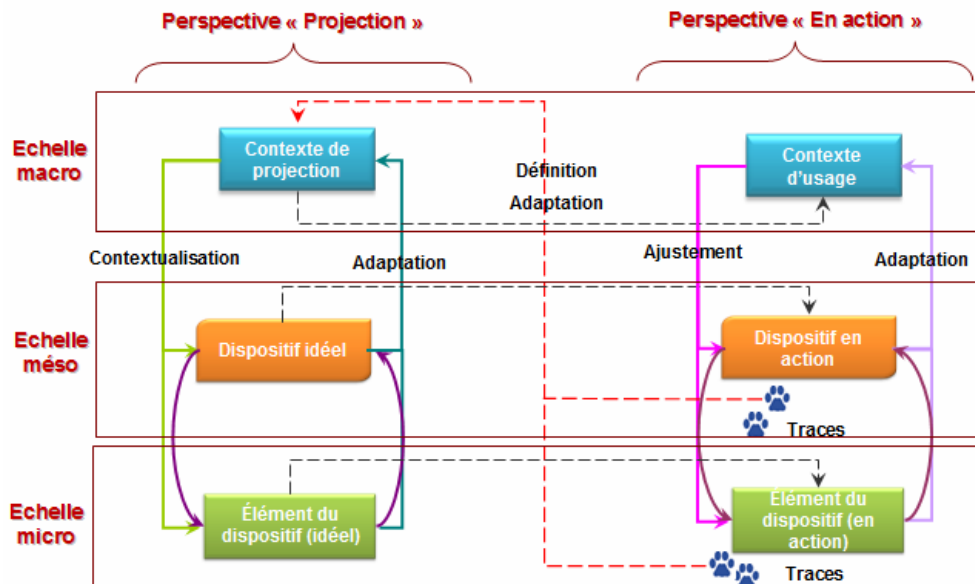 Perspective « Projection »
Perspective « En action »
Echelle
macro
Contexte de
projection
Contexte
d'usage
Définition
Adaptation
Contextualisation
Adaptation
Ajustement
Adaptation
Echelle
méso
Dispositif idéel
Dispositif en
action
Traces
Echelle
micro
Élément du
dispositif (idéel)
Élément du
dispositif (en
action)
Traces